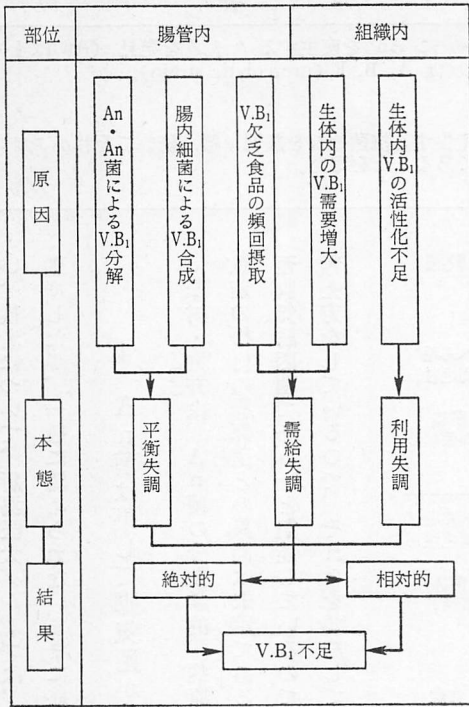 部位
腸管内
組織内
原因
An・An菌によるV.B₁分解
腸内細菌によるV.B₁合成
V.B₁欠乏食品の頻回摂取
生体内のV.B₁需要増大
生体内V.B₁の活性化不足
本態
平衡失調
需給失調
利用失調
結果
絶対的
相対的
V.B₁不足